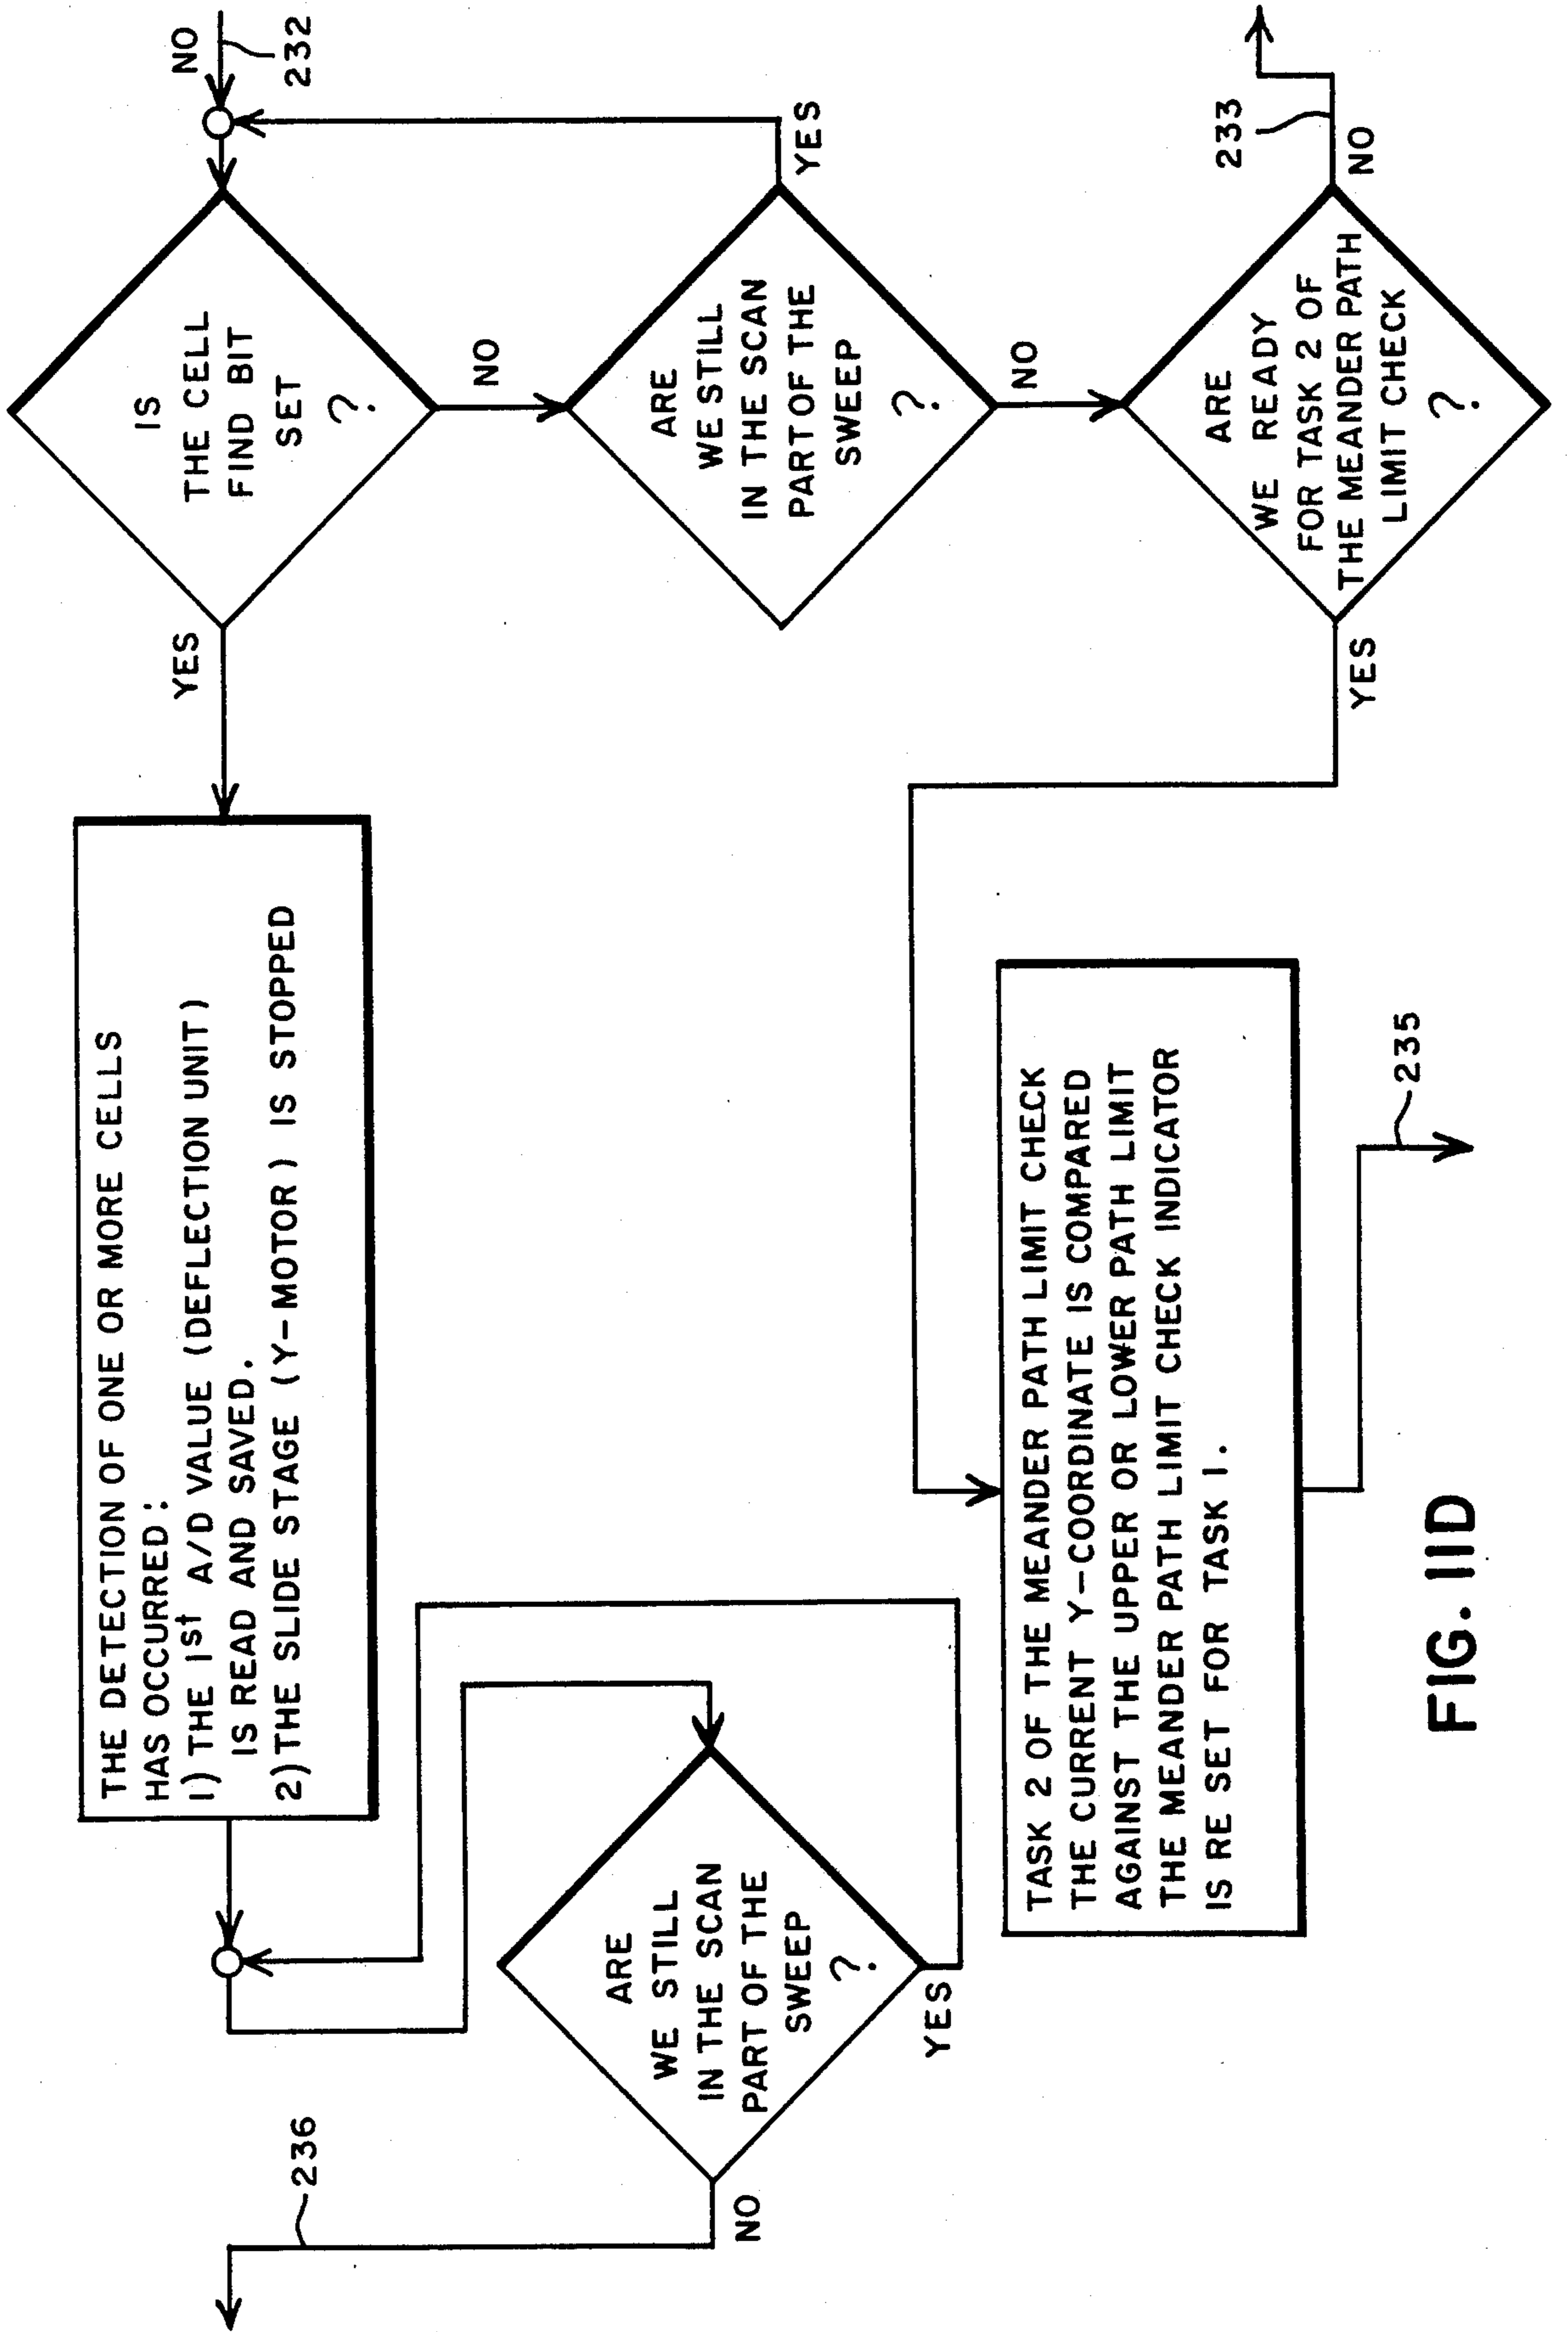 NO
232
IS
THE CELL
FIND BIT
SET
?
YES
NO
THE DETECTION OF ONE OR MORE CELLS
HAS OCCURRED:
1) THE 1st A/D VALUE (DEFLECTION UNIT)
IS READ AND SAVED.
2) THE SLIDE STAGE (Y-MOTOR) IS STOPPED
ARE
WE STILL
IN THE SCAN
PART OF THE
SWEEP
?
YES
NO
ARE
WE READY
FOR TASK 2 OF
THE MEANDER PATH
LIMIT CHECK
?
NO
233
YES
ARE
WE STILL
IN THE SCAN
PART OF THE
SWEEP
?
YES
NO
236
TASK 2 OF THE MEANDER PATH LIMIT CHECK
THE CURRENT Y-COORDINATE IS COMPARED
AGAINST THE UPPER OR LOWER PATH LIMIT
THE MEANDER PATH LIMIT CHECK INDICATOR
IS RE SET FOR TASK 1.
235
FIG. 11D